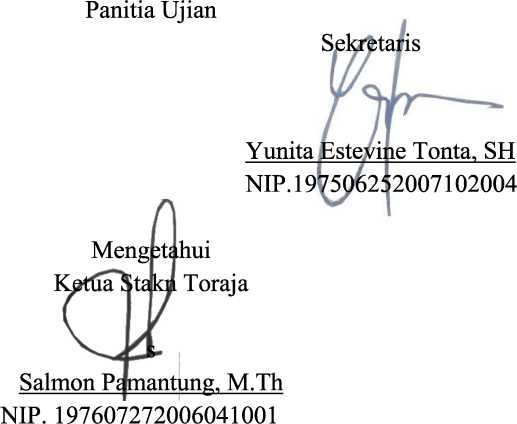 Panitia Ujian
Sekretaris
Yunita Estevine Tonta, SH
NIP.197506252007102004
Mengetahui
Ketua Stakn Toraja
s
Salmon Pamantung, M.Th
NIP. 197607272006041001